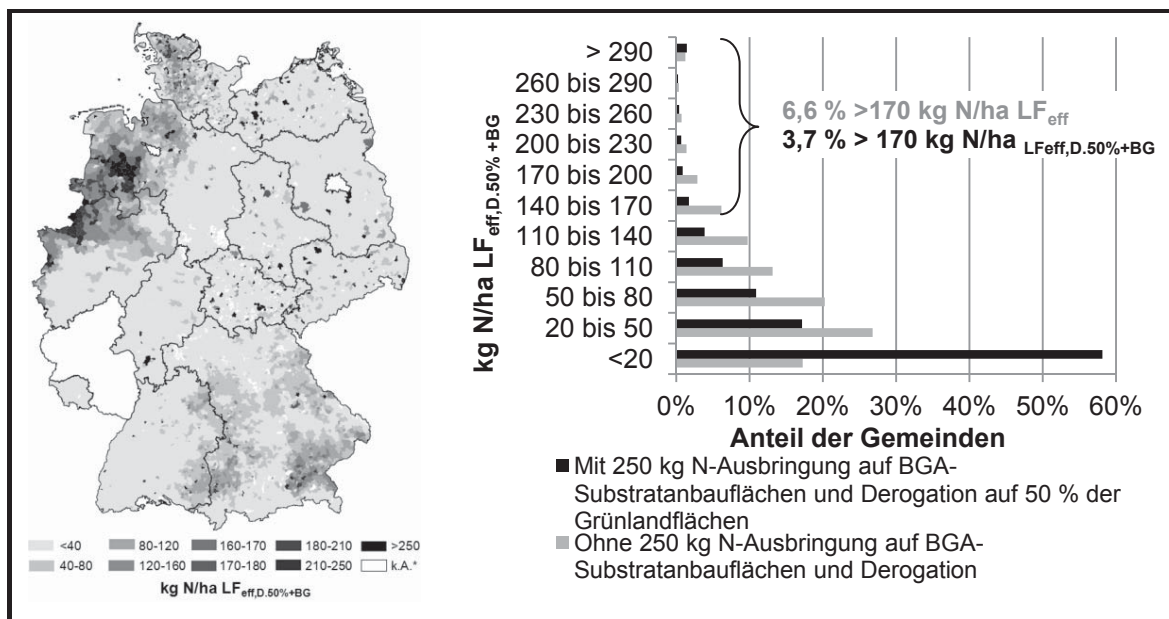 <40
80-120
160-170
180-210
>250
40-80
120-160
170-180
210-250
k.A.*
kg N/ha LFeff,D.50%+BG
kg N/ha LFeff,D.50% +BG
> 290
260 bis 290
230 bis 260
200 bis 230
170 bis 200
140 bis 170
110 bis 140
80 bis 110
50 bis 80
20 bis 50
<20
6,6 % >170 kg N/ha LFeff
3,7 % > 170 kg N/ha LFeff,D.50%+BG
0% 10% 20% 30% 40% 50% 60%
Anteil der Gemeinden
Mit 250 kg N-Ausbringung auf BGA-
Substratanbauflächen und Derogation auf 50 % der
Grünlandflächen
Ohne 250 kg N-Ausbringung auf BGA-
Substratanbauflächen und Derogation